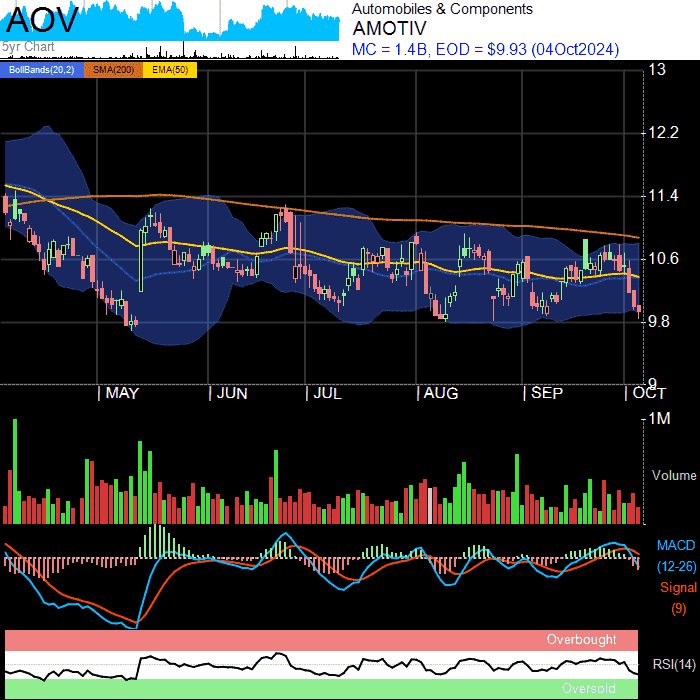 AOV
5yr Chart
Automobiles & Components
AMOTIV
MC = 1.4B, EOD = $9.93 (04Oct2024)
BollBands(20,2) SMA(200) EMA(50)
13
12.2
11.4
10.6
9.8
9
MAY JUN JUL AUG SEP OCT
1M
Volume
MACD
(12-26)
Signal
(9)
Overbought
RSI(14)
Oversold